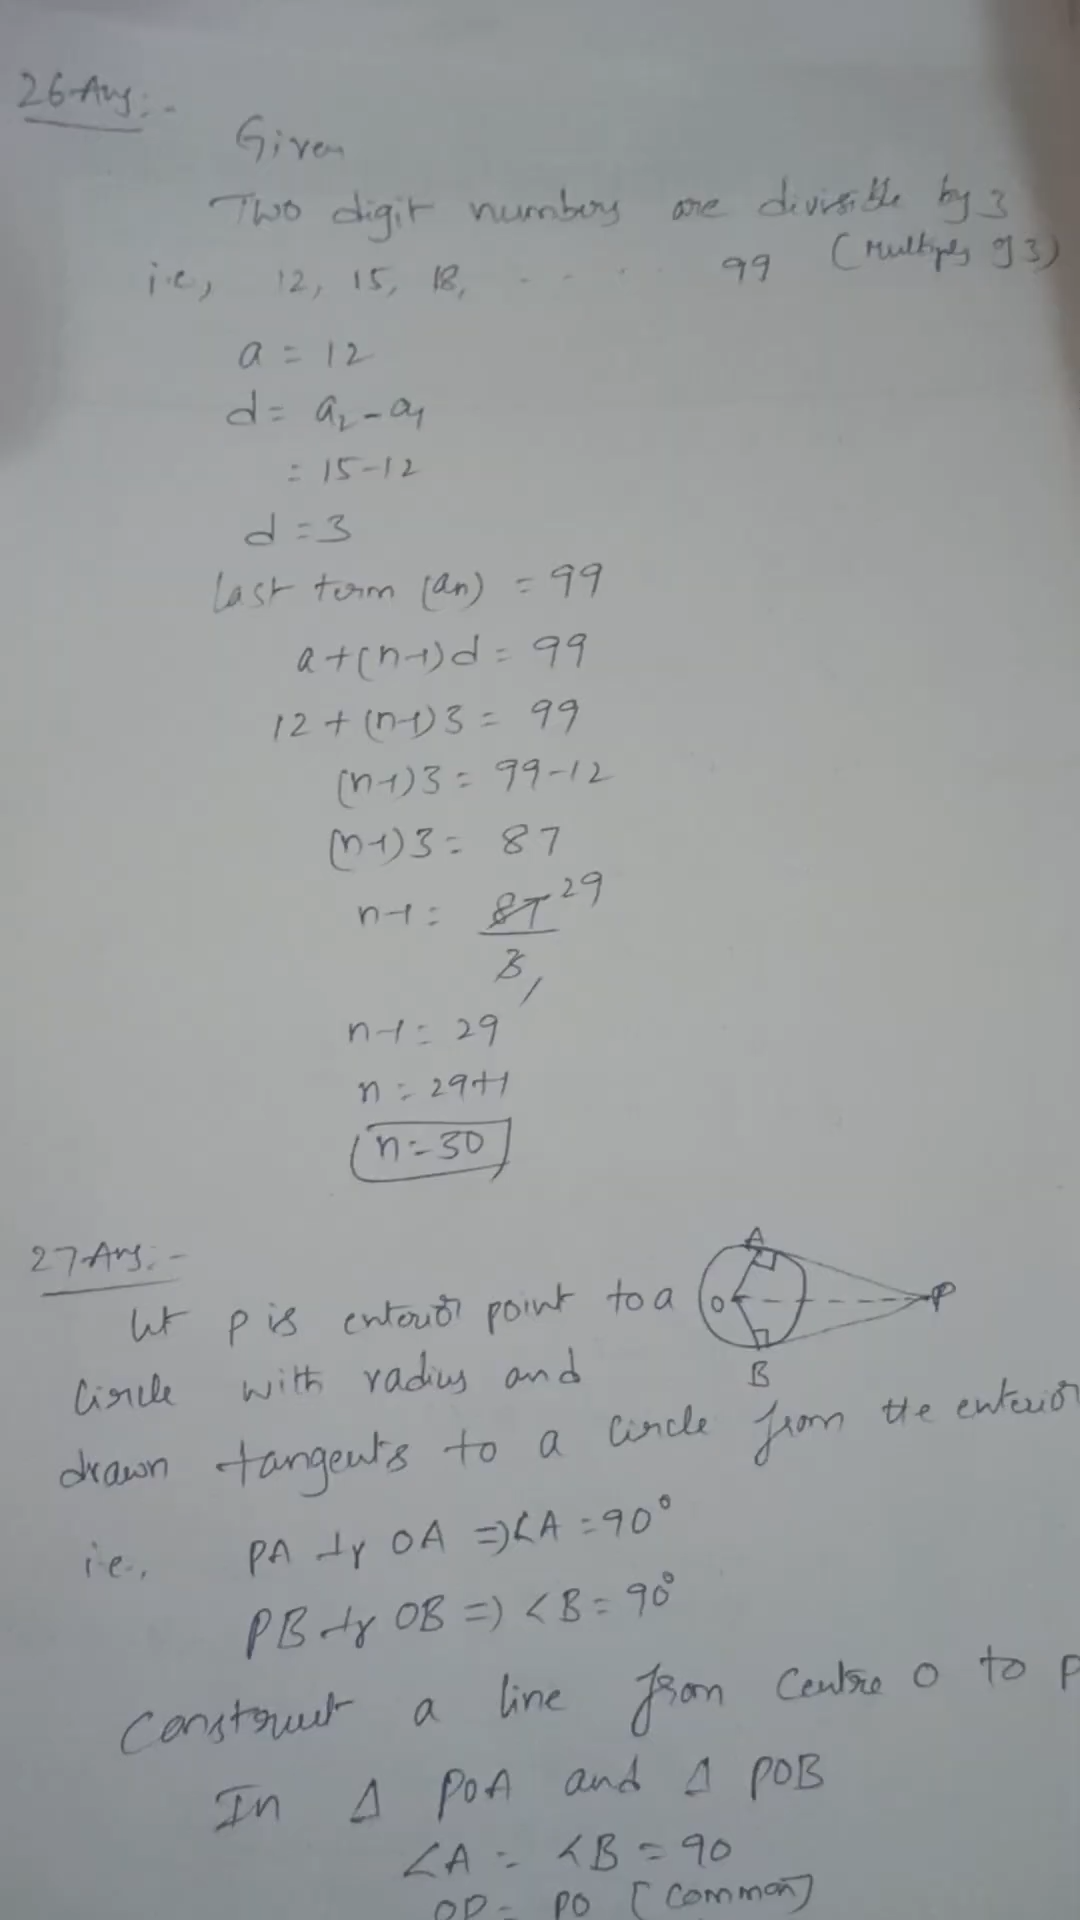 26 Ans:-
Given
Two digit numbers are divisible by 3
i.e, 12, 15, 18, . . . . 99 (Multiples of 3)
a = 12
d = a₂ - a₁
= 15-12
d = 3
Last term (an) = 99
a+(n-1)d = 99
12 + (n-1)3 = 99
(n-1)3 = 99-12
(n-1)3 = 87
n-1 = 87 29
3
n-1 = 29
n = 29+1
n = 30
27 Ans:-
A
O
P
B
let p is enterior point to a
Circle with radius and
drawn tangents to a circle from the enterior
i.e., PA ⊥r OA ⇒ ∠A = 90°
PB ⊥r OB ⇒ ∠B = 90°
Construct a line from Centre O to P
In Δ POA and Δ POB
∠A = ∠B = 90
OP = PO [Common]